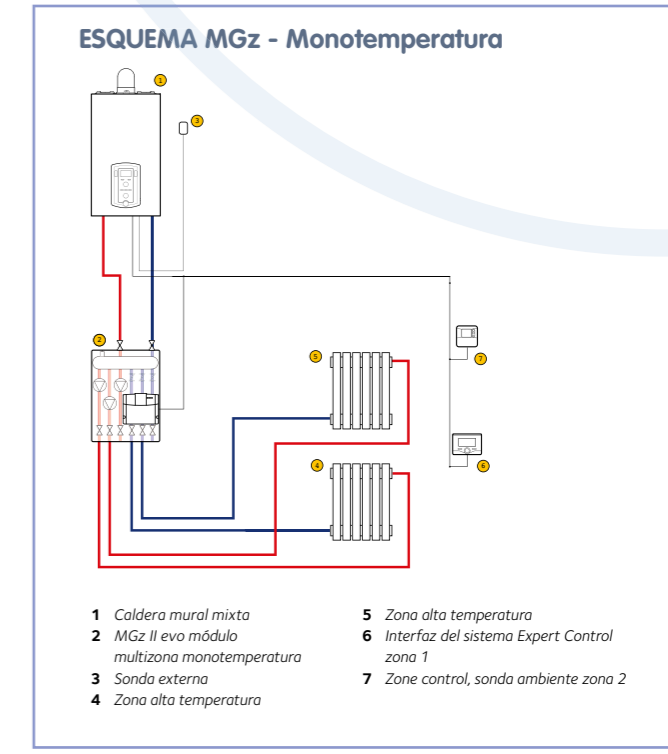 ESQUEMA MGz - Monotemperatura
1
3
2
5
7
4
6
1 Caldera mural mixta
2 MGz II evo módulo
multizona monotemperatura
3 Sonda externa
4 Zona alta temperatura
5 Zona alta temperatura
6 Interfaz del sistema Expert Control
zona 1
7 Zone control, sonda ambiente zona 2